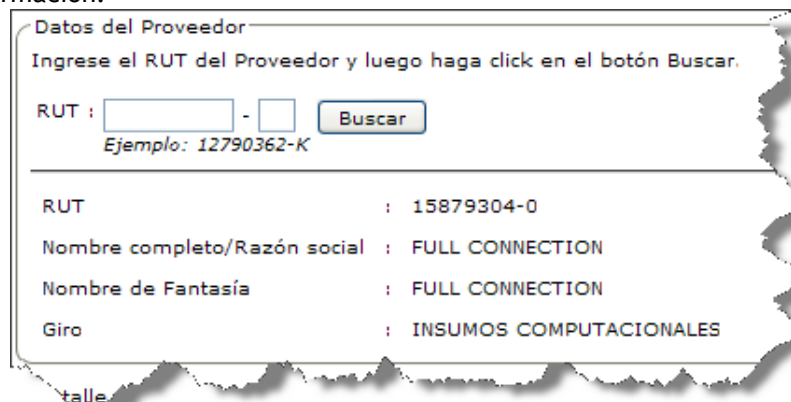 rmación.
Datos del Proveedor
Ingrese el RUT del Proveedor y luego haga click en el botón Buscar.
RUT : - Buscar
Ejemplo: 12790362-K
RUT : 15879304-0
Nombre completo/Razón social : FULL CONNECTION
Nombre de Fantasía : FULL CONNECTION
Giro : INSUMOS COMPUTACIONALES
talle